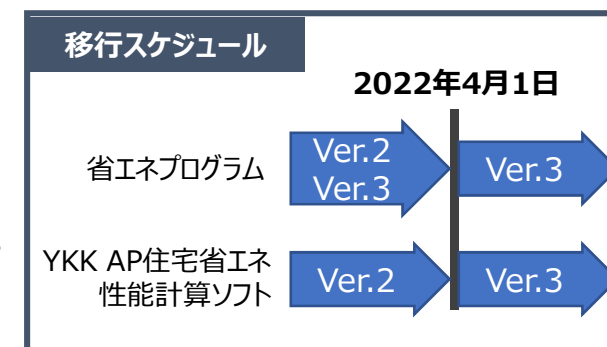 移行スケジュール
2022年4月1日
省エネプログラム
Ver.2
Ver.3
Ver.3
YKK AP住宅省エネ
性能計算ソフト
Ver.2
Ver.3